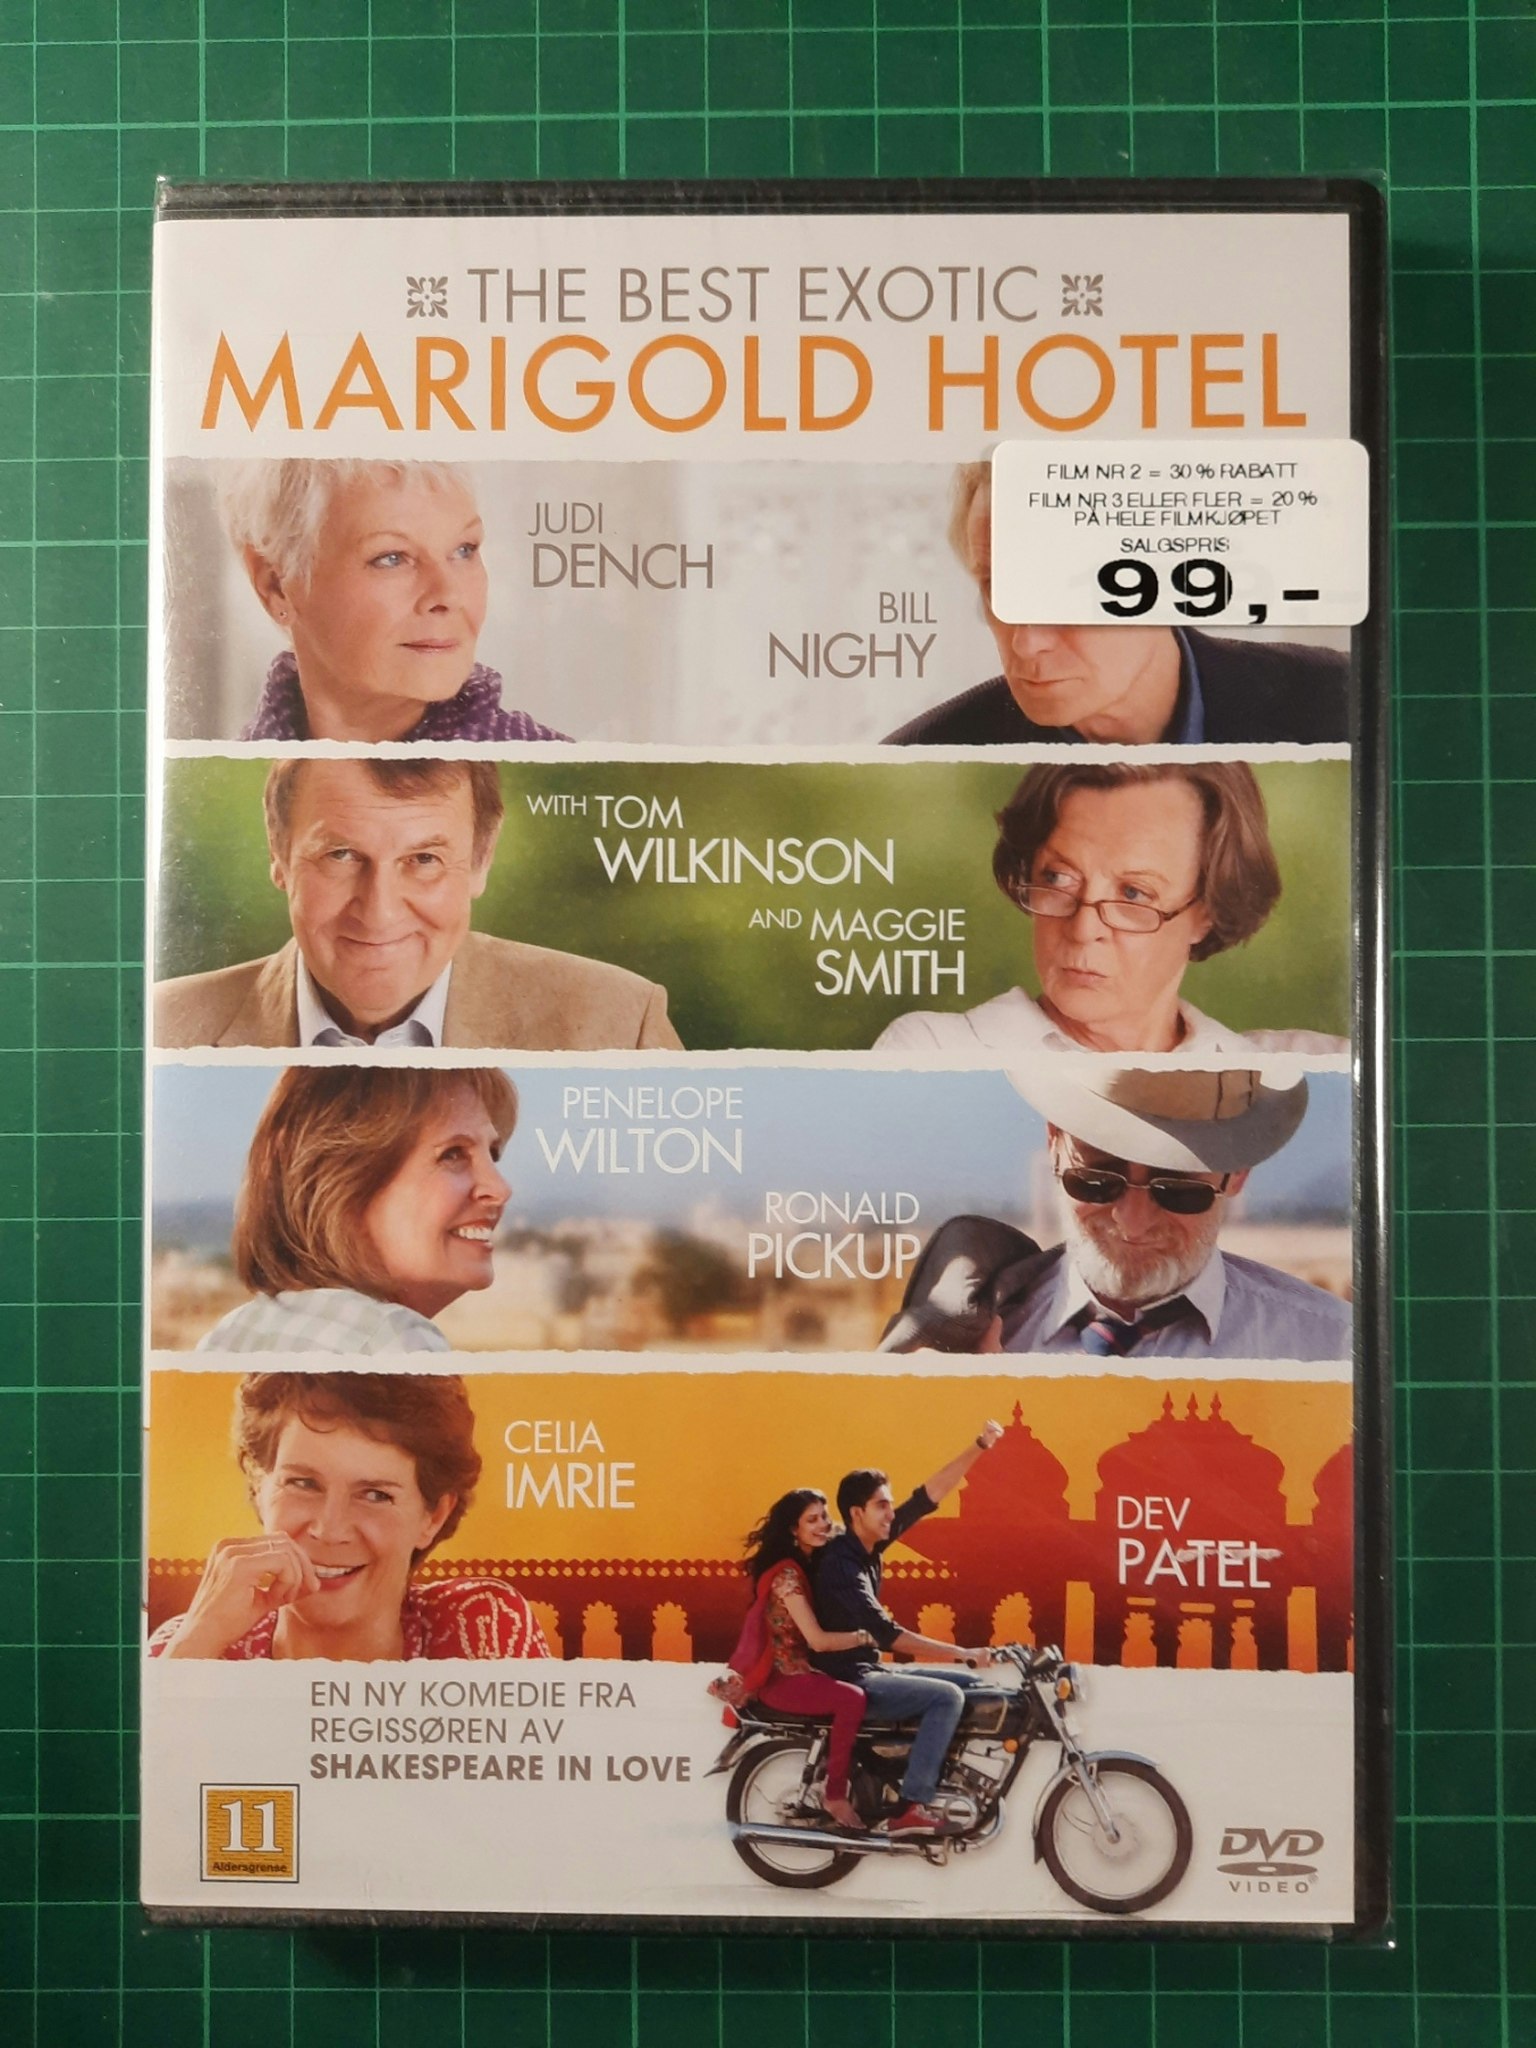 THE BEST EXOTIC
MARIGOLD HOTEL
FILM NR 2 = 30 % RABATT
FILM NR 3 ELLER FLER = 20 %
PÅ HELE FILMKJØPET
SALGSPRIS
99,-
JUDI
DENCH
BILL
NIGHY
WITH TOM
WILKINSON
AND MAGGIE
SMITH
PENELOPE
WILTON
RONALD
PICKUP
CELIA
IMRIE
DEV
PATEL
EN NY KOMEDIE FRA
REGISSØREN AV
SHAKESPEARE IN LOVE
11
Aldersgrense
DVD
VIDEO